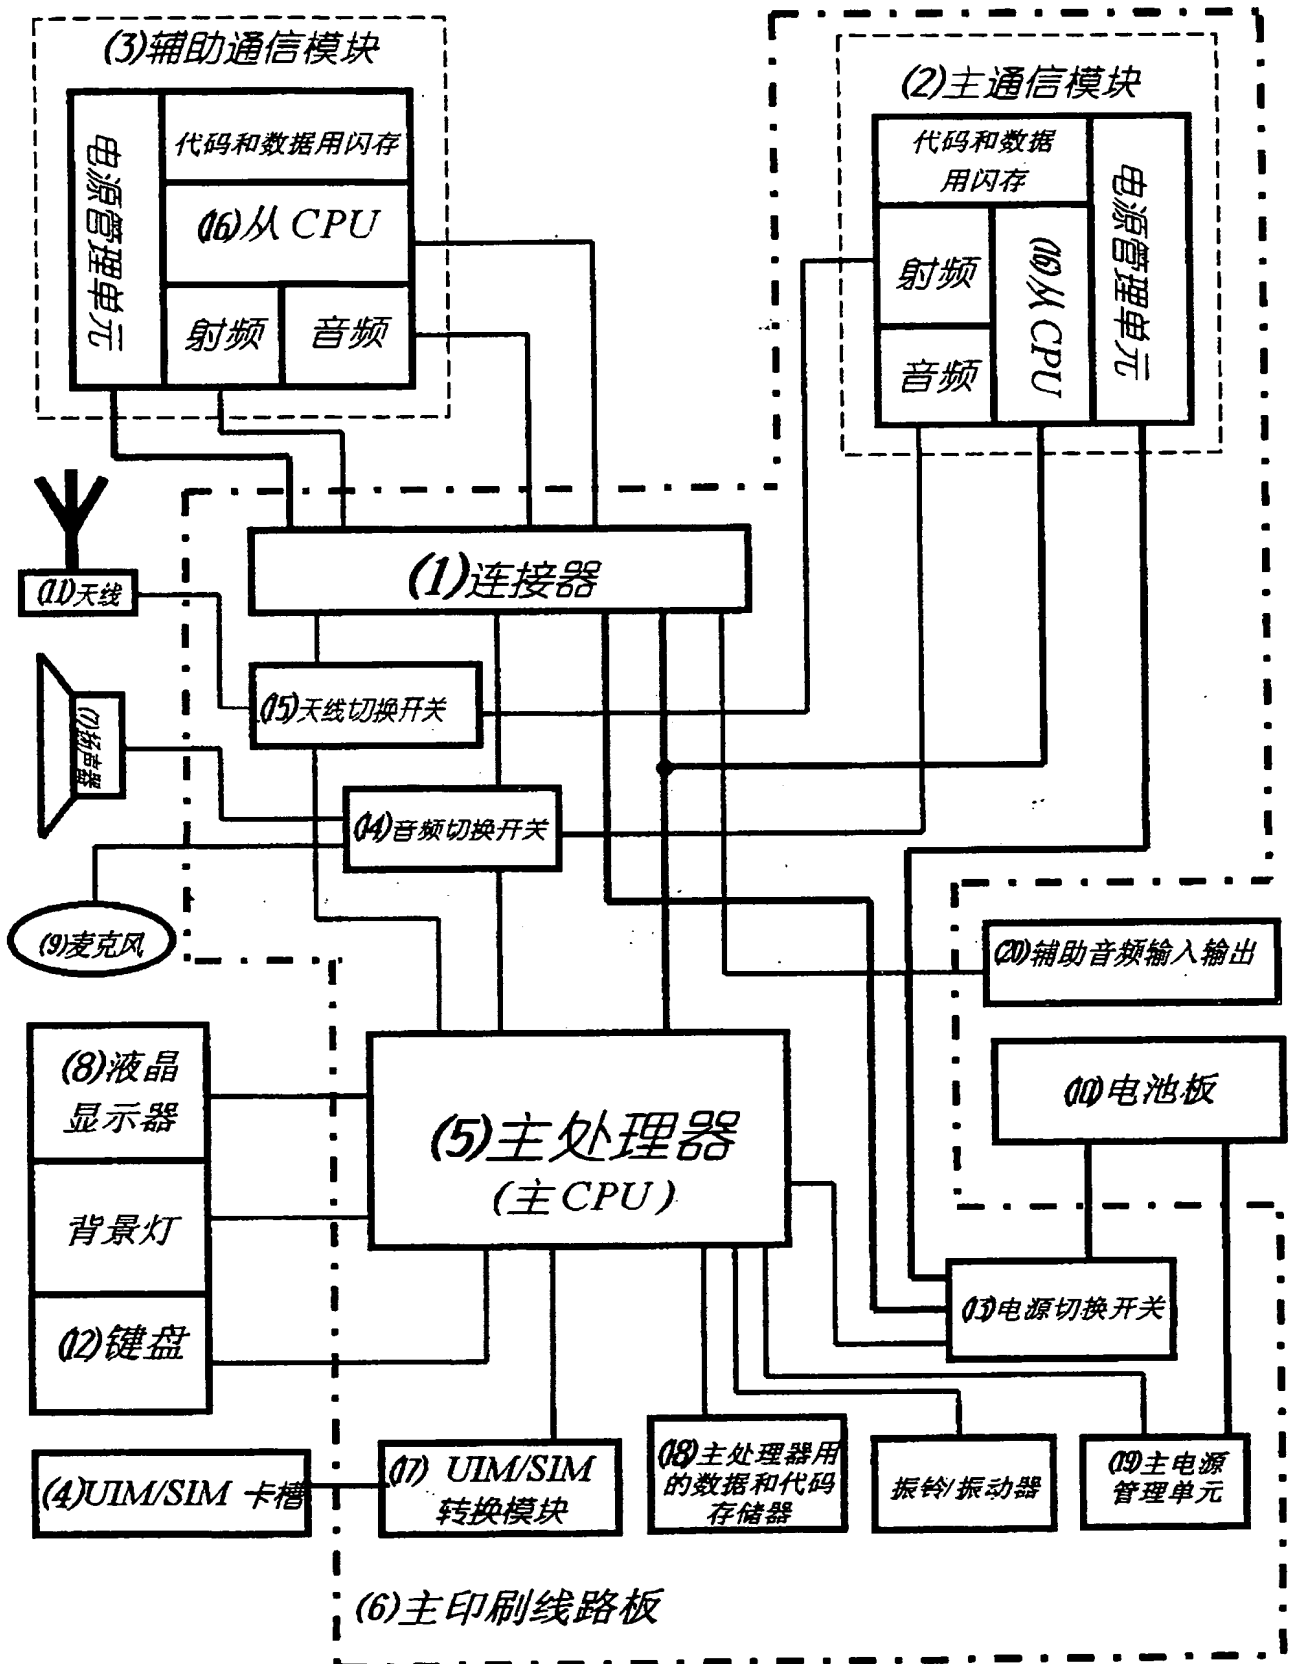 (3)辅助通信模块
电源管理单元
代码和数据用闪存
(16)从CPU
射频
音频
(2)主通信模块
代码和数据
用闪存
射频
音频
(16)从CPU
电源管理单元
(11)天线
(1)连接器
(15)天线切换开关
(7)扬声器
(14)音频切换开关
(9)麦克风
(20)辅助音频输入输出
(8)液晶
显示器
背景灯
(12)键盘
(5)主处理器
(主CPU)
(10)电池板
(13)电源切换开关
(4)UIM/SIM 卡槽
(17) UIM/SIM
转换模块
(18)主处理器用
的数据和代码
存储器
振铃/振动器
(19)主电源
管理单元
(6)主印刷线路板